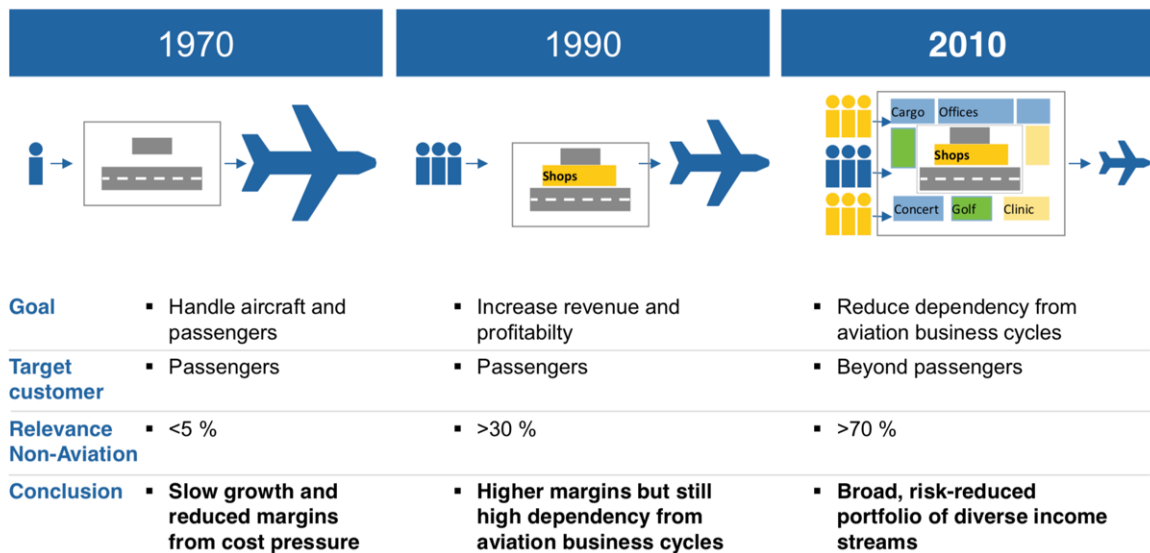 1970
1990
2010
Shops
Cargo
Offices
Shops
Concert
Golf
Clinic
Goal
▪ Handle aircraft and
passengers
▪ Increase revenue and
profitabilty
▪ Reduce dependency from
aviation business cycles
Target
customer
▪ Passengers
▪ Passengers
▪ Beyond passengers
Relevance
Non-Aviation
▪ <5 %
▪ >30 %
▪ >70 %
Conclusion
▪ Slow growth and
reduced margins
from cost pressure
▪ Higher margins but still
high dependency from
aviation business cycles
▪ Broad, risk-reduced
portfolio of diverse income
streams